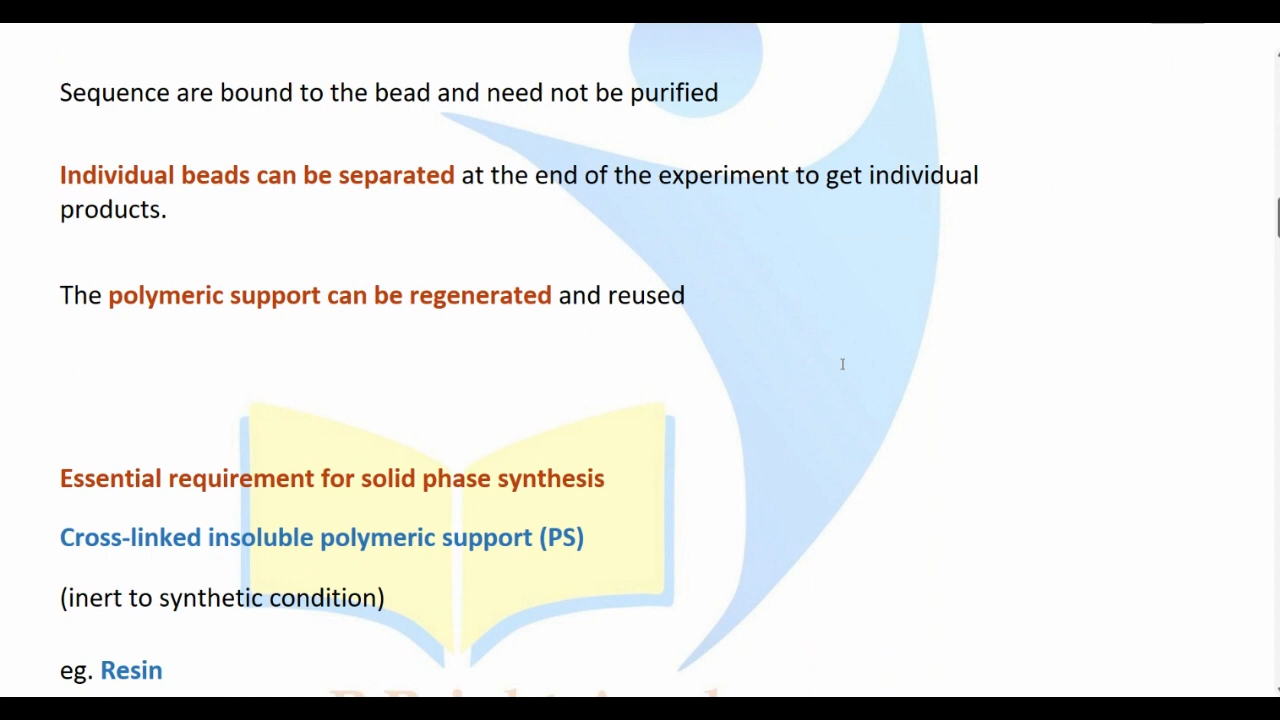 Sequence are bound to the bead and need not be purified
Individual beads can be separated at the end of the experiment to get individual
products.
The polymeric support can be regenerated and reused
Essential requirement for solid phase synthesis
Cross-linked insoluble polymeric support (PS)
(inert to synthetic condition)
eg. Resin